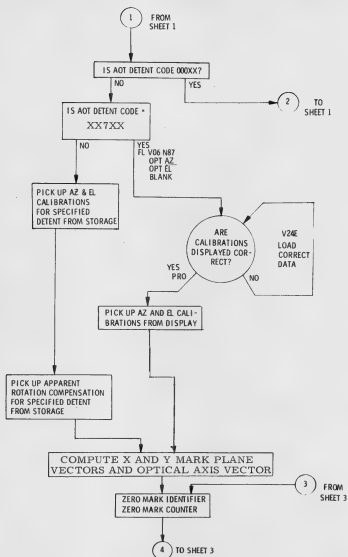 1
FROM
SHEET 1
IS AOT DETENT CODE 000XX?
NO
YES
IS AOT DETENT CODE =
XX7XX
2
TO
SHEET 1
NO
YES
FL V06 N87
OPT AZ
OPT EL
BLANK
PICK UP AZ & EL
CALIBRATIONS
FOR SPECIFIED
DETENT FROM STORAGE
ARE
CALIBRATIONS
DISPLAYED COR-
RECT?
V24E
LOAD
CORRECT
DATA
YES
PRO
NO
PICK UP AZ AND EL CALI-
BRATIONS FROM DISPLAY
PICK UP APPARENT
ROTATION COMPENSATION
FOR SPECIFIED DETENT
FROM STORAGE
COMPUTE X AND Y MARK PLANE
VECTORS AND OPTICAL AXIS VECTOR
3
FROM
SHEET 3
ZERO MARK IDENTIFIER
ZERO MARK COUNTER
4
TO SHEET 3